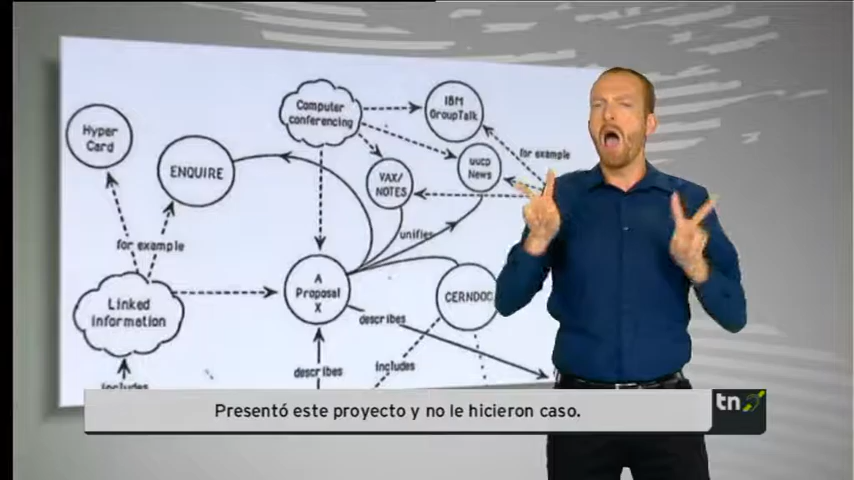 Hyper
Card
ENQUIRE
Computer
conferencing
IBM
GroupTalk
VAX/
NOTES
uucp
News
for example
for example
unifies
Linked
information
A
Proposal
X
CERNDOC
describes
includes
describes
includes
Presentó este proyecto y no le hicieron caso.
tn